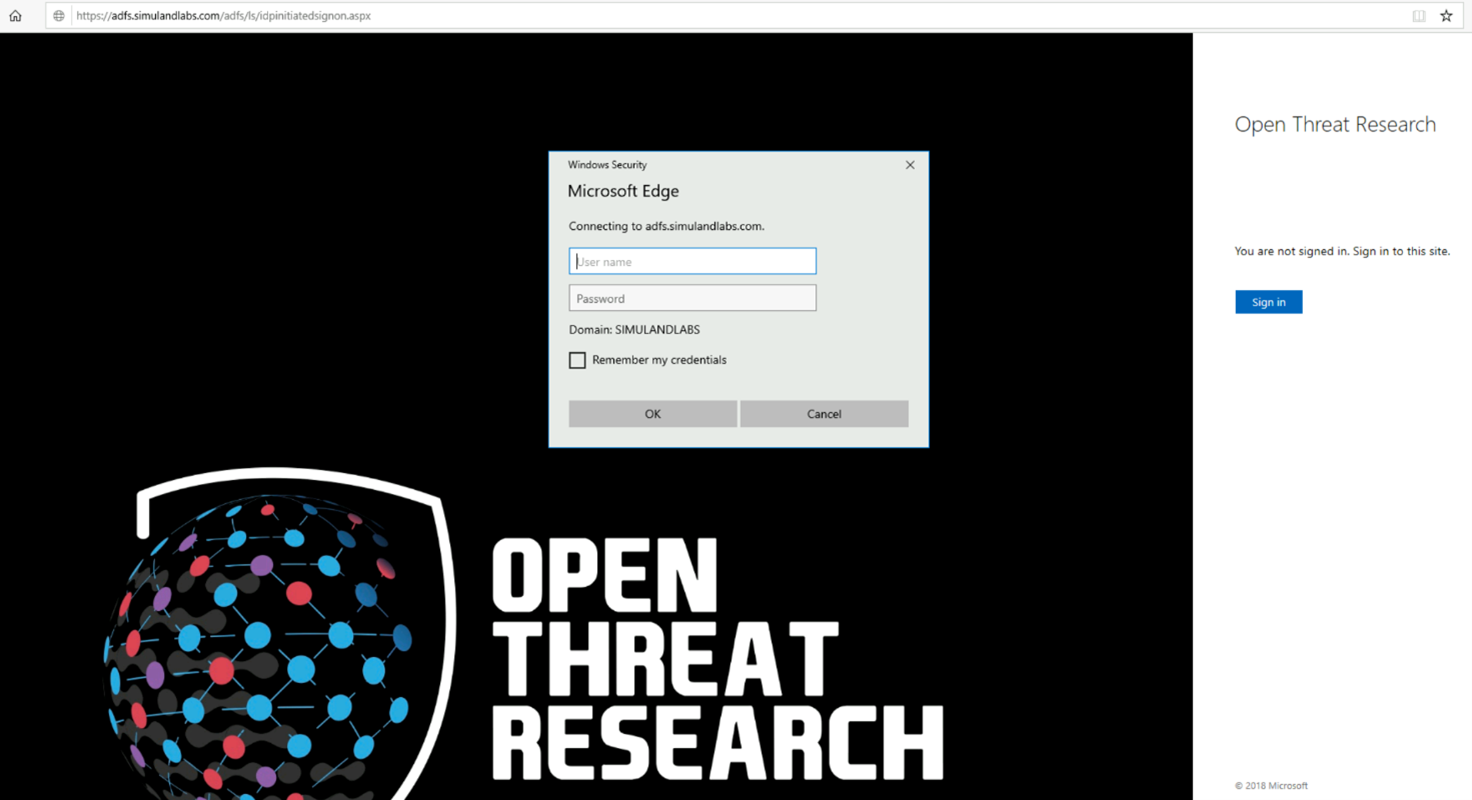 https://adfs.simulandlabs.com/adfs/ls/idpinitiatedsignon.aspx
Windows Security
Microsoft Edge
Connecting to adfs.simulandlabs.com.
User name
Password
Domain: SIMULANDLABS
Remember my credentials
OK
Cancel
OPEN
THREAT
RESEARCH
Open Threat Research
You are not signed in. Sign in to this site.
Sign in
© 2018 Microsoft